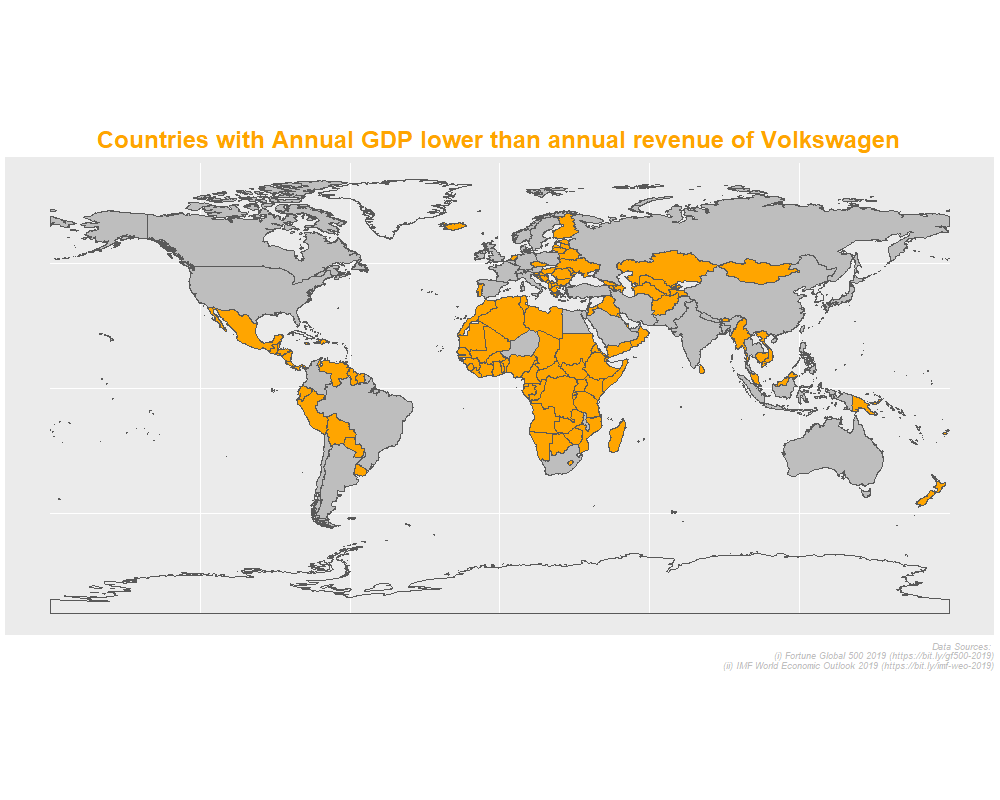 Countries with Annual GDP lower than annual revenue of Volkswagen
Data Sources:
(i) Fortune Global 500 2019 (https://bit.ly/gf500-2019)
(ii) IMF World Economic Outlook 2019 (https://bit.ly/imf-weo-2019)